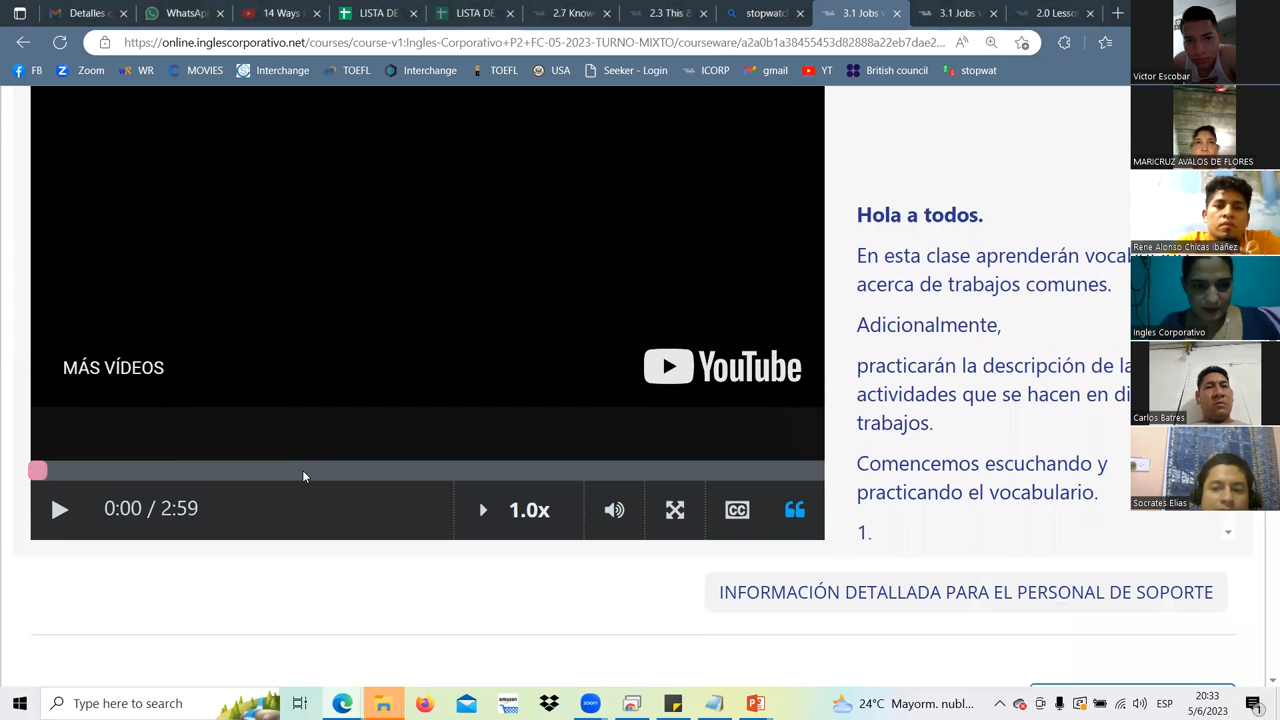 Detalles c
WhatsAp
14 Ways
LISTA DE
LISTA DE
2.7 Know
2.3 This &
stopwatc
3.1 Jobs v
3.1 Jobs v
2.0 Lesson
https://online.inglescorporativo.net/courses/course-v1:Ingles-Corporativo+P2+FC-05-2023-TURNO-MIXTO/courseware/a2a0b1a38455453d82888a22eb7dae2...
FB
Zoom
WR
MOVIES
Interchange
TOEFL
Interchange
TOEFL
USA
Seeker - Login
ICORP
gmail
YT
British council
stopwat
Victor Escobar
MARICRUZ AVALOS DE FLORES
Rene Alonso Chicas Ibáñez
Ingles Corporativo
Carlos Batres
Socrates Elias
MÁS VÍDEOS
YouTube
0:00 / 2:59
1.0x
CC
Hola a todos.
En esta clase aprenderán vocab
acerca de trabajos comunes.
Adicionalmente,
practicarán la descripción de la
actividades que se hacen en di
trabajos.
Comencemos escuchando y
practicando el vocabulario.
1.
INFORMACIÓN DETALLADA PARA EL PERSONAL DE SOPORTE
Type here to search
24°C Mayorm. nubl...
ESP
20:33
5/6/2023
1